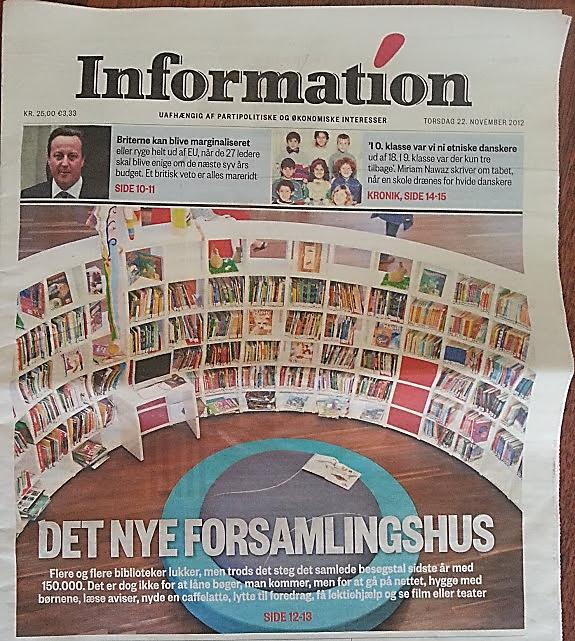 Information
KR. 25,00 €3,33
UAFHÆNGIG AF PARTIPOLITISKE OG ØKONOMISKE INTERESSER
TORSDAG 22. NOVEMBER 2012
Briterne kan blive marginaliseret
eller ryge helt ud af EU, når de 27 ledere
skal blive enige om de næste syv års
budget. Et britisk veto er alles mareridt
SIDE 10-11
'I 0. klasse var vi ni etniske danskere
ud af 18. I 9. klasse var der kun tre
tilbage'. Miriam Nawaz skriver om tabet,
når en skole drænes for hvide danskere
KRONIK, SIDE 14-15
DET NYE FORSAMLINGSHUS
Flere og flere biblioteker lukker, men trods det steg det samlede besøgstal sidste år med
150.000. Det er dog ikke for at låne bøger, man kommer, men for at gå på nettet, hygge med
børnene, læse aviser, nyde en caffelatte, lytte til foredrag, få lektiehjælp og se film eller teater
SIDE 12-13